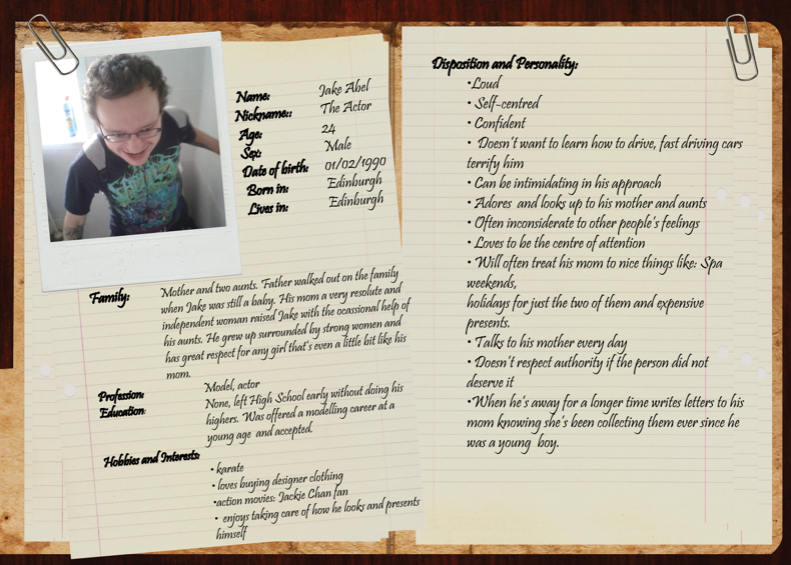 Name: Jake Abel
Nickname:: The Actor
Age: 24
Sex: Male
Date of birth: 01/02/1990
Born in: Edinburgh
Lives in: Edinburgh
Family: Mother and two aunts. Father walked out on the family
when Jake was still a baby. His mom a very resolute and
independent woman raised Jake with the ocassional help of
his aunts. He grew up surrounded by strong women and
has great respect for any girl that's even a little bit like his
mom.
Profession: Model, actor
Education: None, left High School early without doing his
highers. Was offered a modelling career at a
young age and accepted.
Hobbies and Interests:
• karate
• loves buying designer clothing
•action movies: Jackie Chan fan
• enjoys taking care of how he looks and presents
himself
Disposition and Personality:
•Loud
• Self-centred
• Confident
• Doesn't want to learn how to drive, fast driving cars
terrify him
• Can be intimidating in his approach
• Adores and looks up to his mother and aunts
• Often inconsiderate to other people's feelings
• Loves to be the centre of attention
• Will often treat his mom to nice things like: Spa
weekends,
holidays for just the two of them and expensive
presents.
• Talks to his mother every day
• Doesn't respect authority if the person did not
deserve it
•When he's away for a longer time writes letters to his
mom knowing she's been collecting them ever since he
was a young boy.